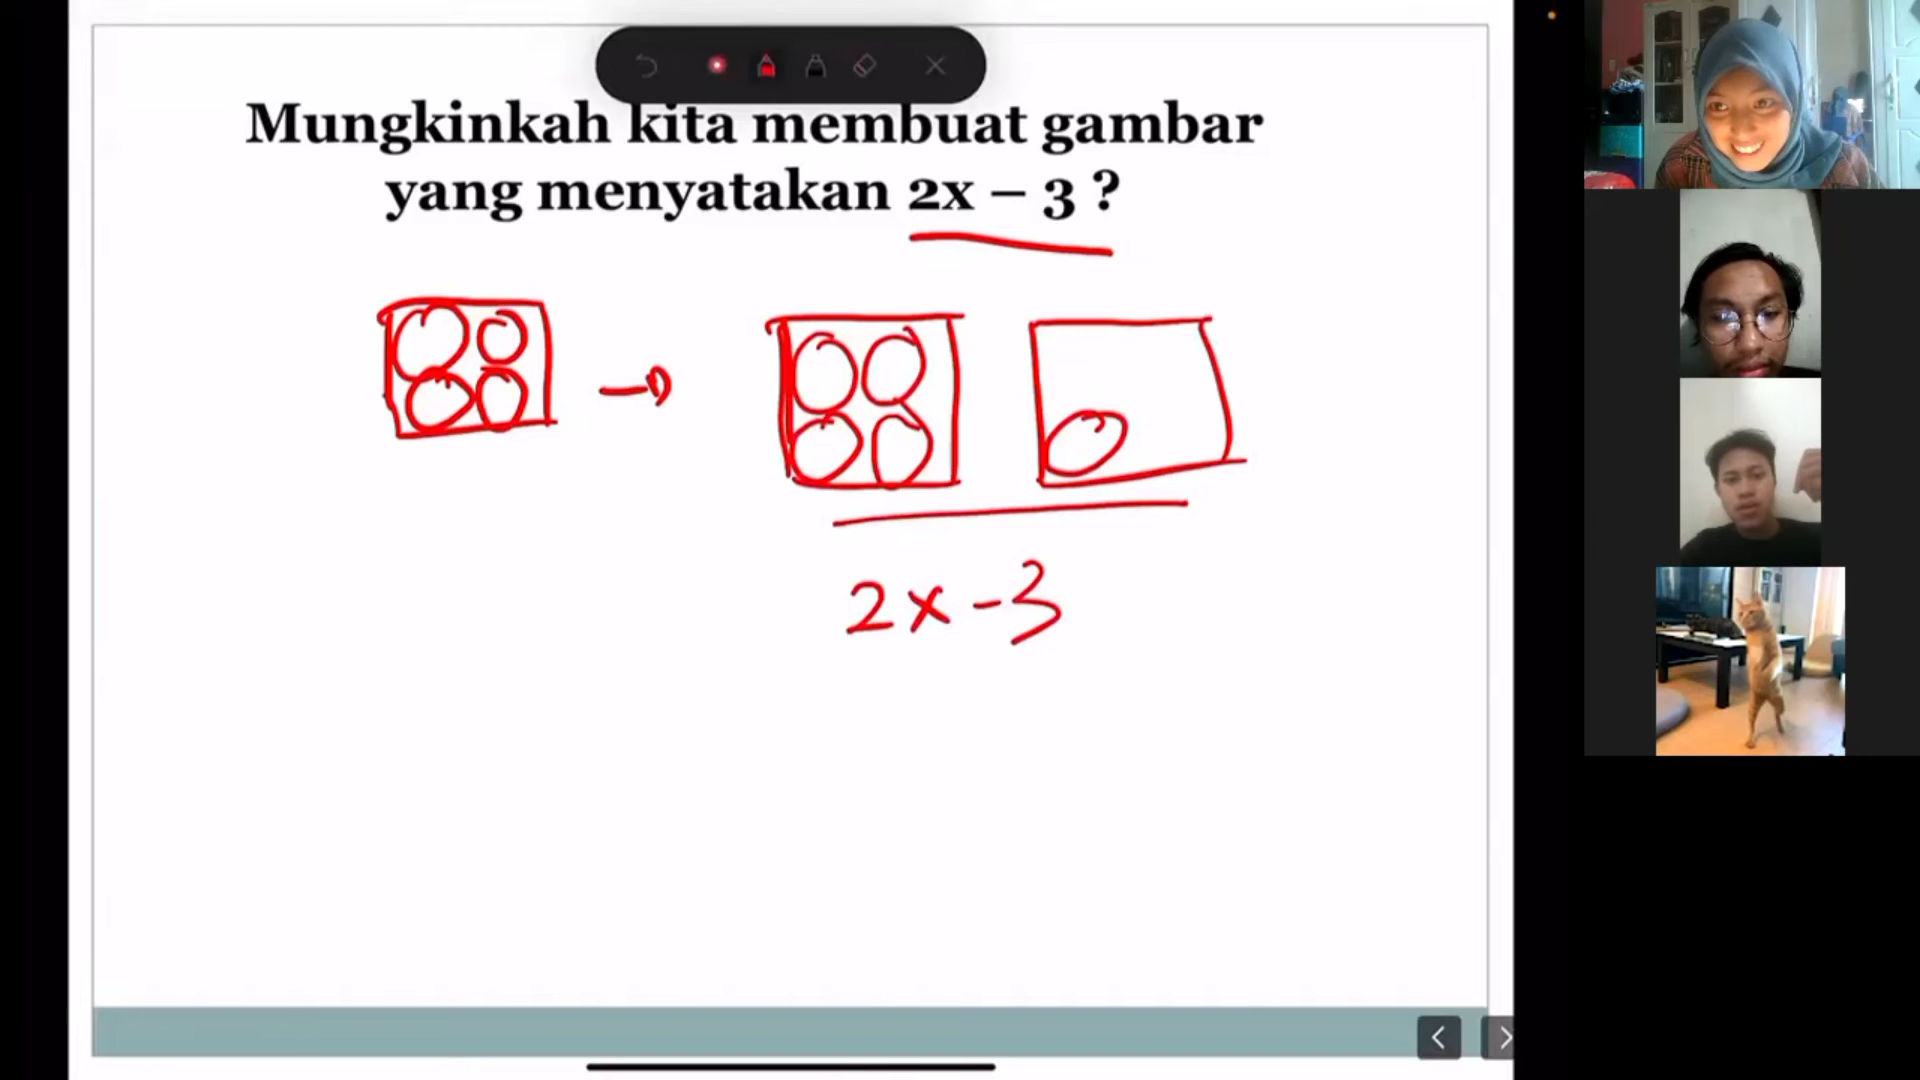 Mungkinkah kita membuat gambar
yang menyatakan 2x – 3 ?
2x -3